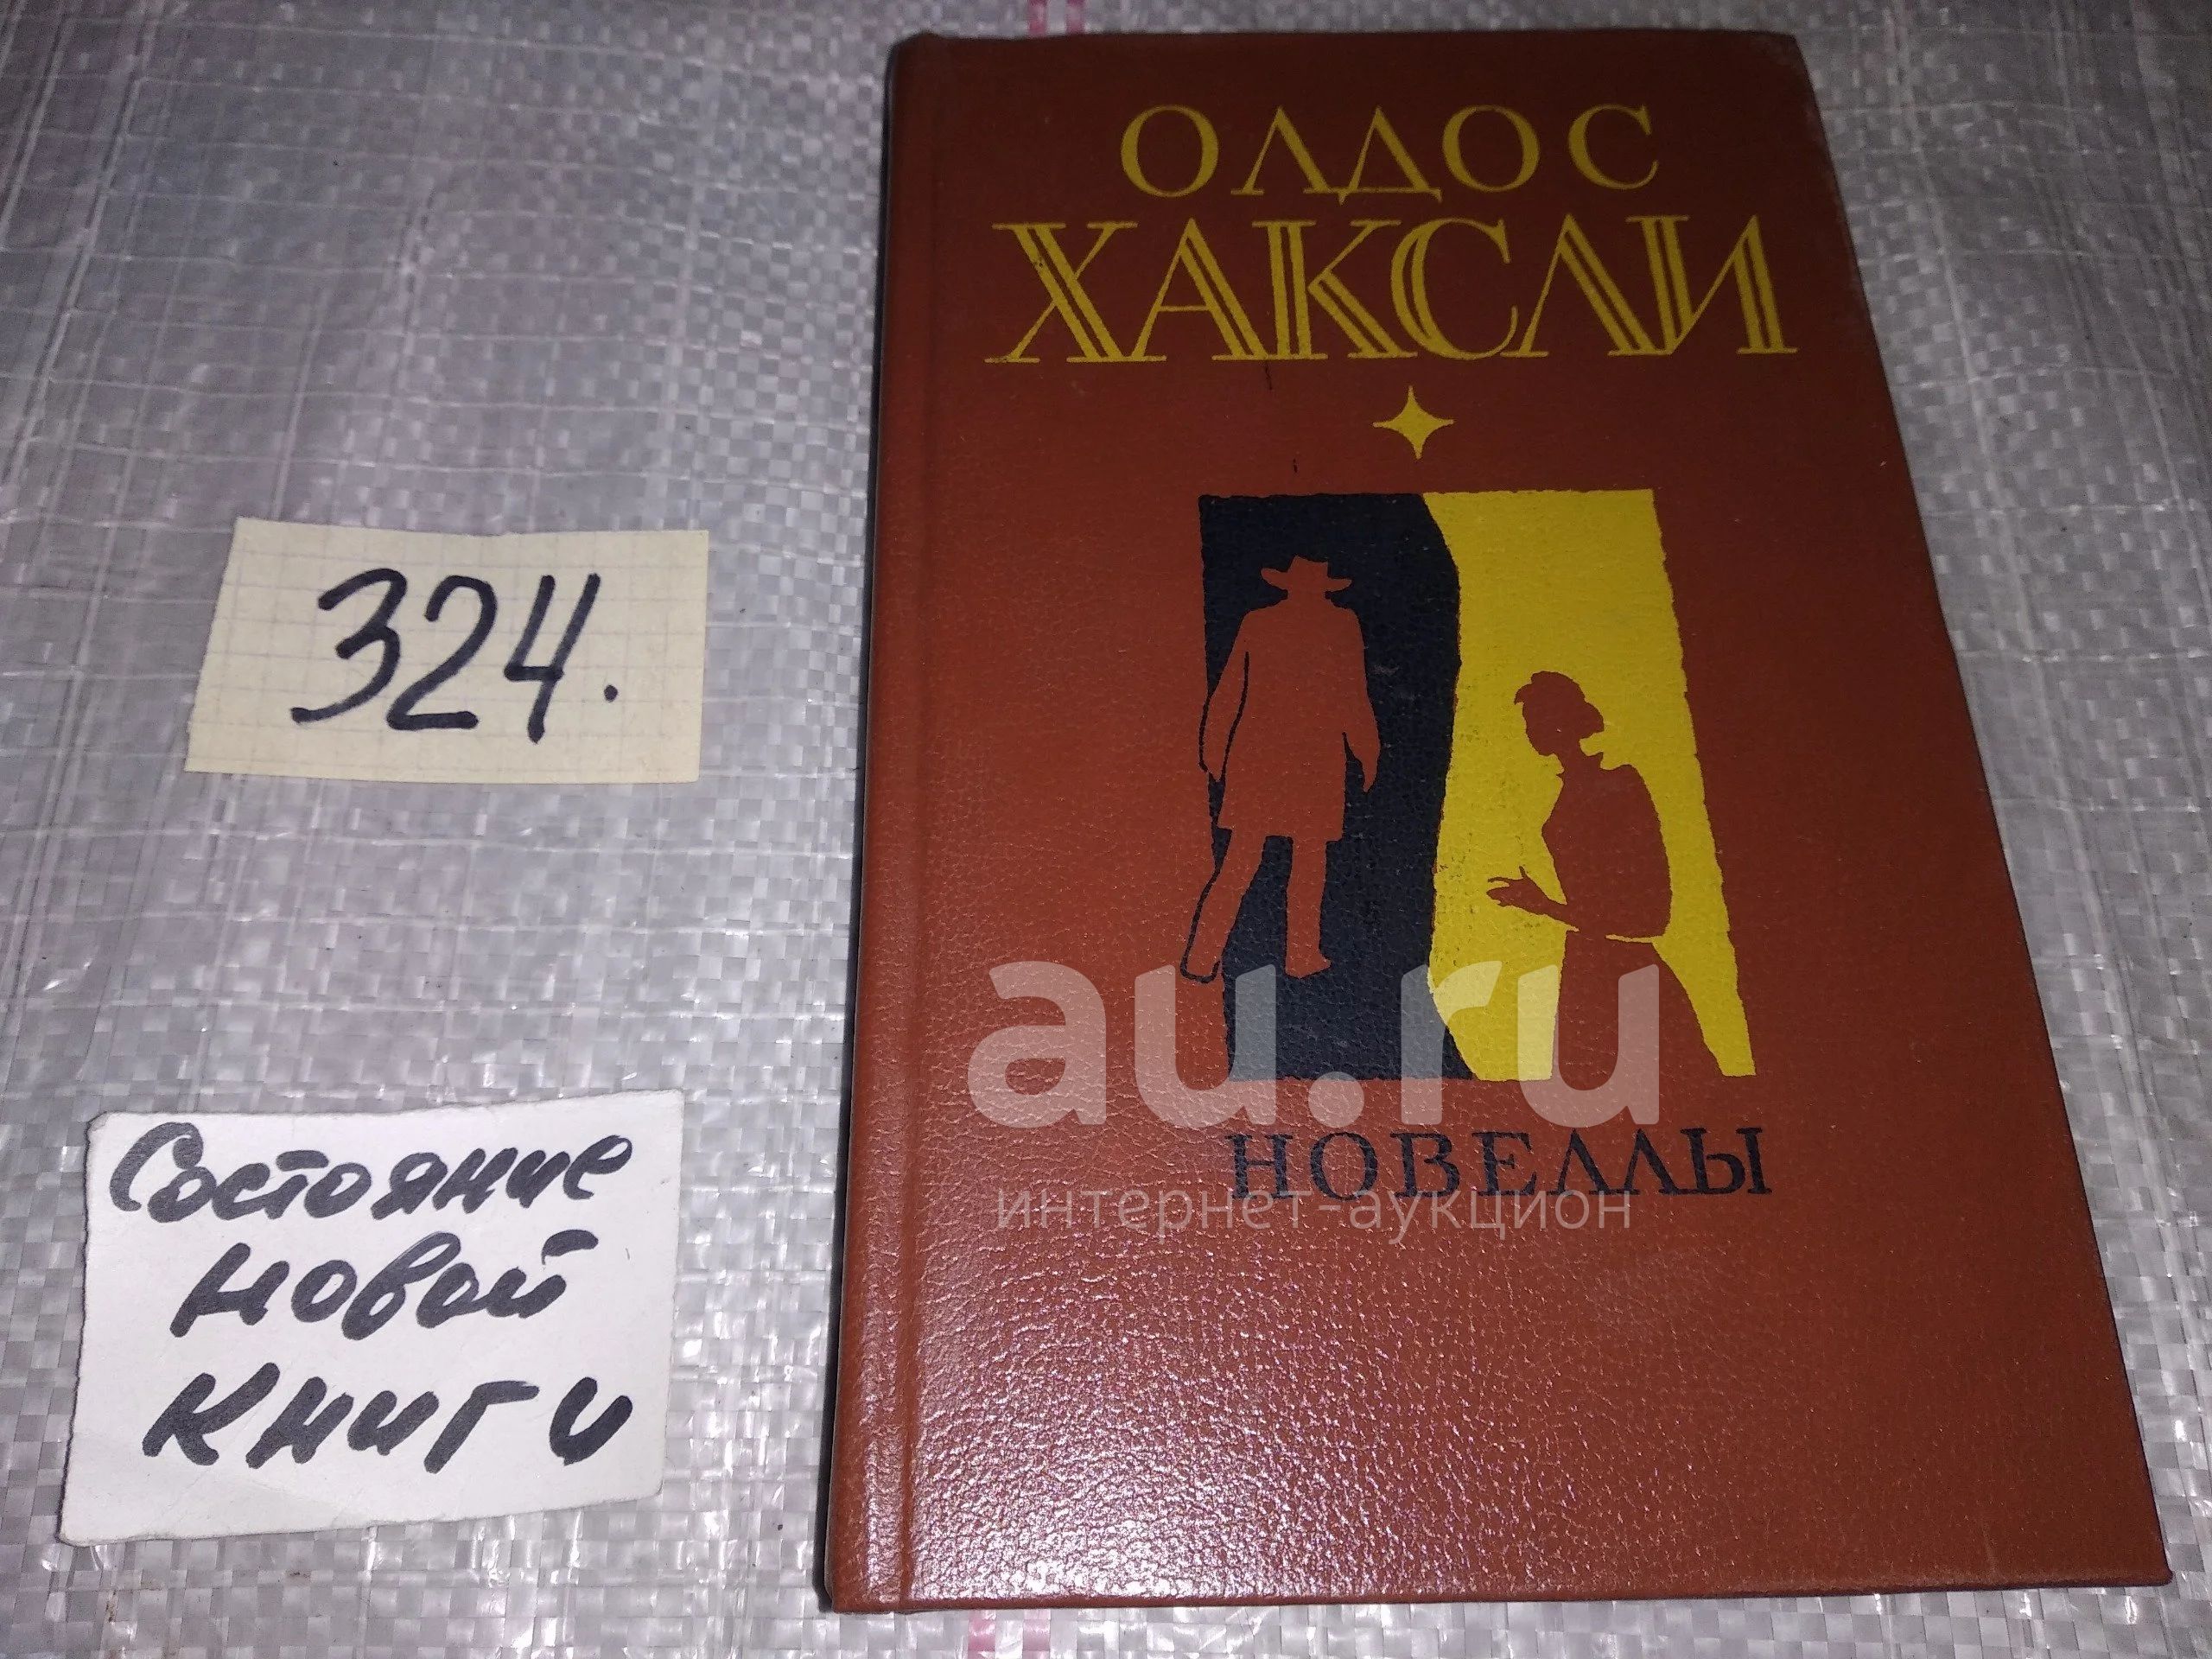 ОЛДОС
ХАКСЛИ
НОВЕЛЛЫ
324.
Состояние
новой
книги
au.ru
интернет-аукцион